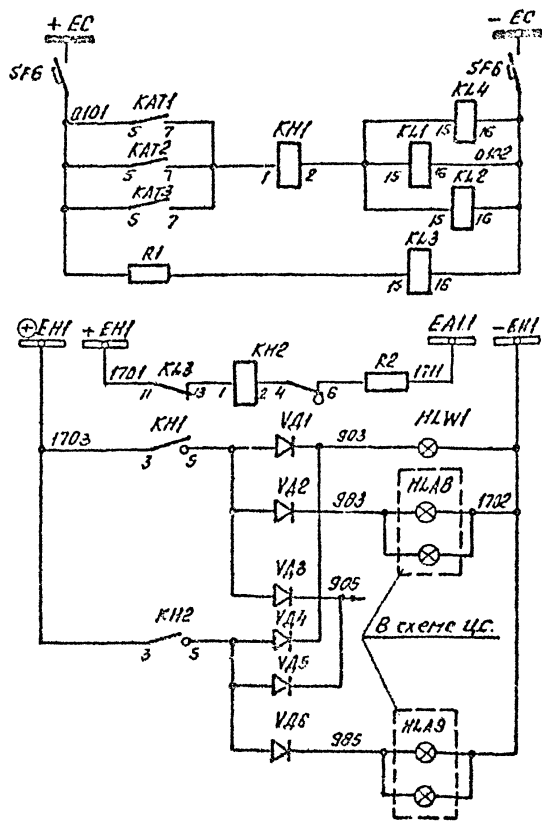 + EC - EC
SF6 SF6
0101 KAT1 KL4
5 7 15 16
KAT2 KH1 KL1 0102
5 7 1 2 15 16
KAT3 KL2
5 7 15 16
R1 KL3
15 16
⊕EH1 + EH1 EA1.1 -EH1
KH2
1701 KL3 R2 1711
11 13 1 2 4 6
KH1 VД1 HLW1
1703 903
3 5
VД2 HLA8
983 1702
VД3
905
KH2 VД4
3 5
В схеме Ц.С.
VД5
VД6 HLA9
985